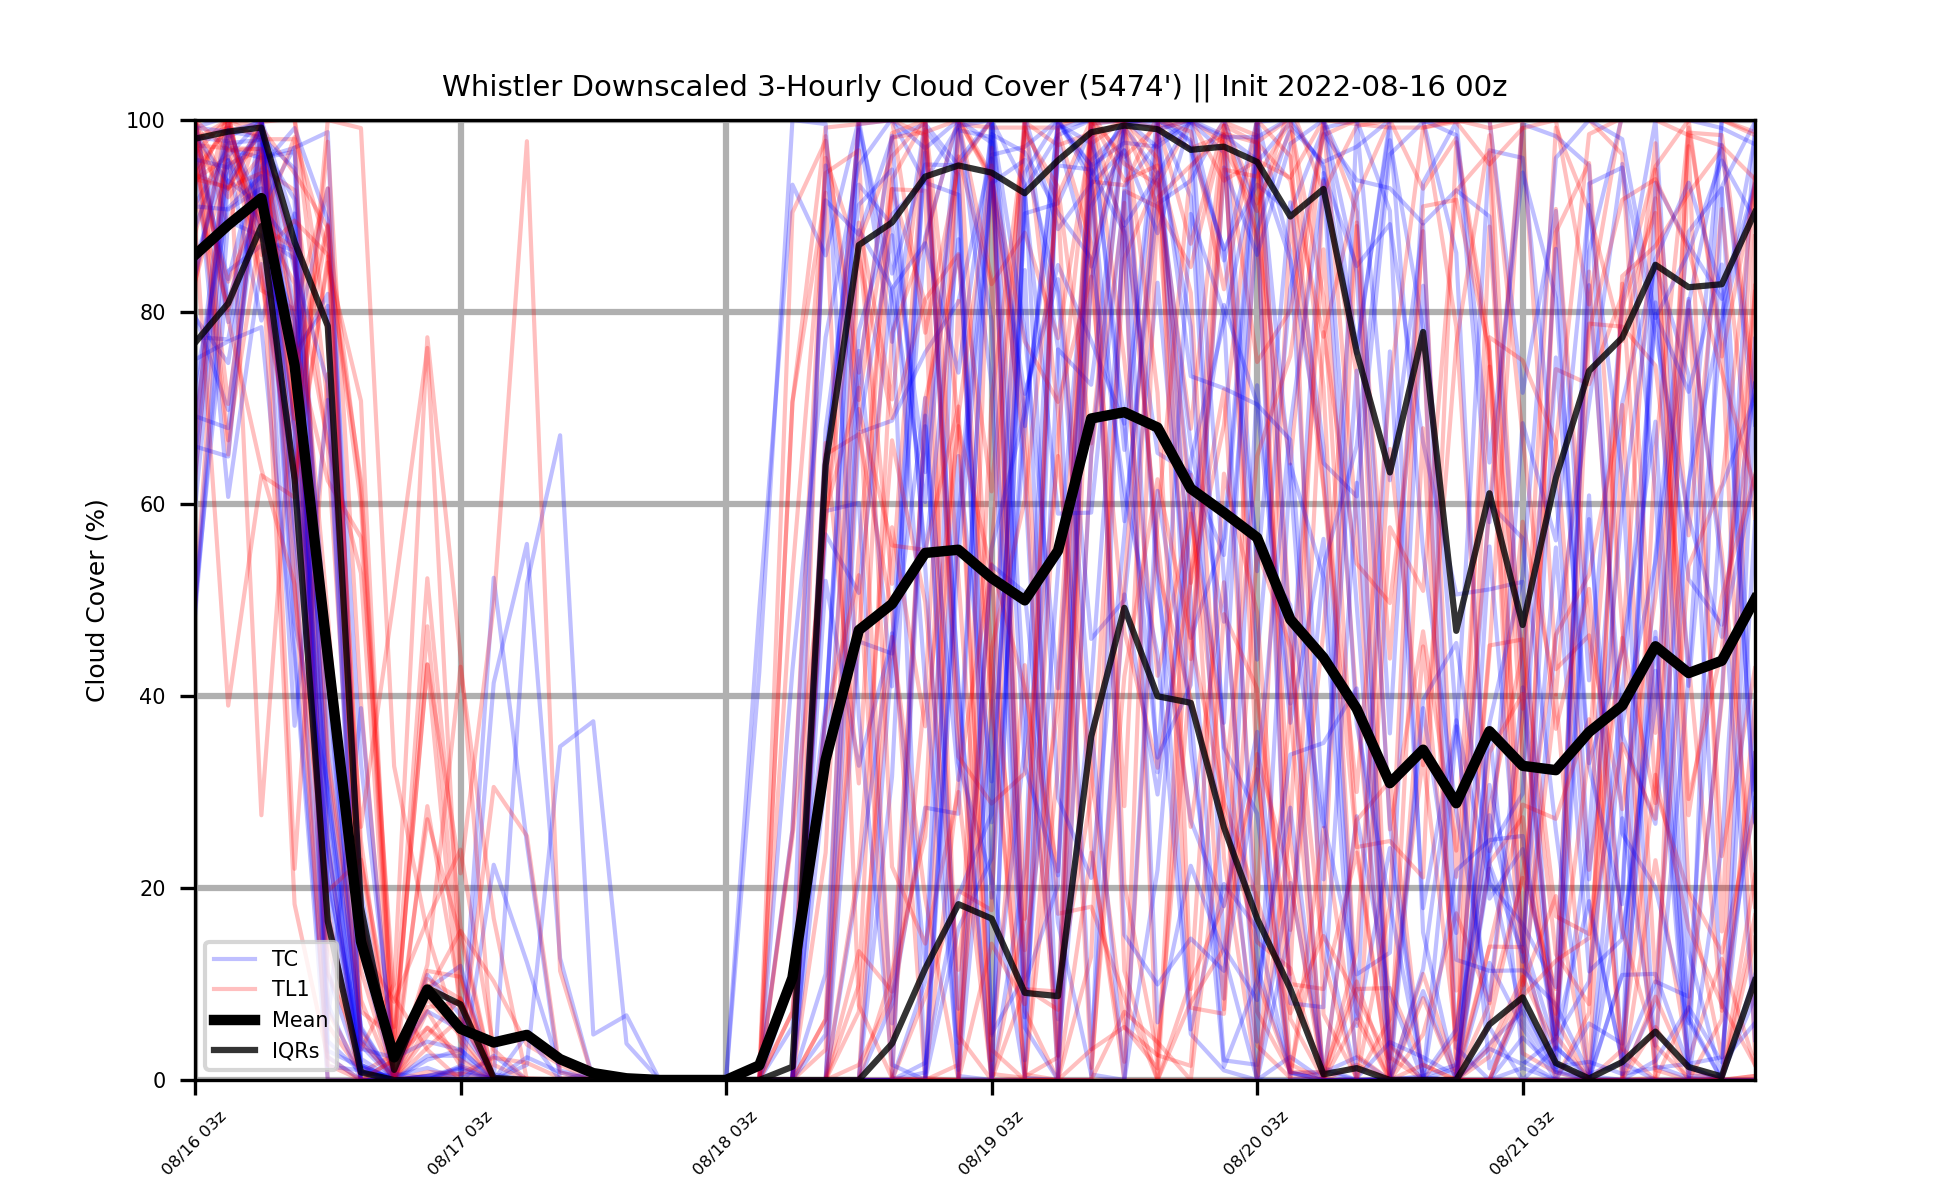 Whistler Downscaled 3-Hourly Cloud Cover (5474') || Init 2022-08-16 00z
Cloud Cover (%)
100
80
60
40
20
0
TC
TL1
Mean
IQRs
08/16 03z
08/17 03z
08/18 03z
08/19 03z
08/20 03z
08/21 03z